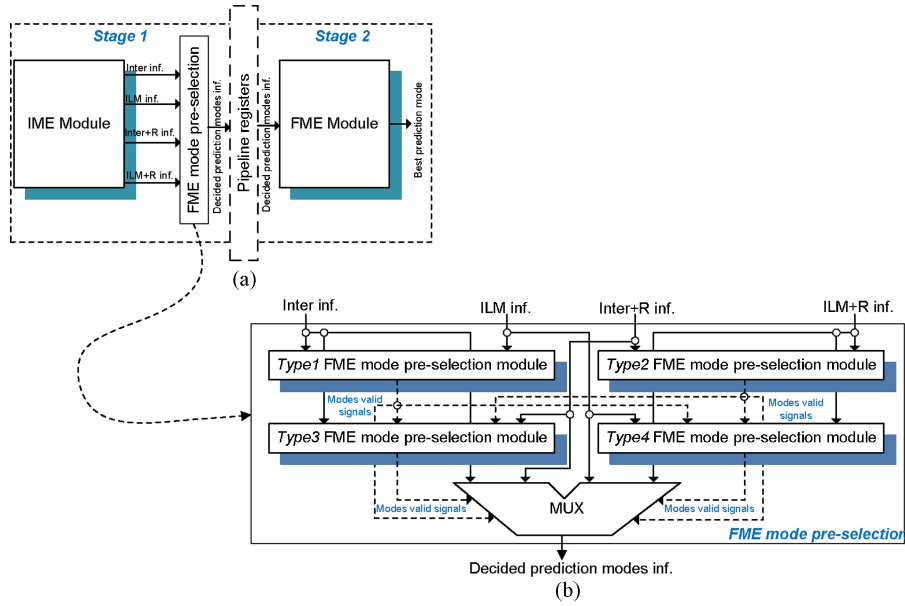 Stage 1
Stage 2
IME Module
Inter inf.
ILM inf.
Inter+R inf.
ILM+R inf.
FME mode pre-selection
Decided prediction modes inf.
Pipeline registers
Decided prediction modes inf.
FME Module
Best prediction mode
(a)
Inter inf.
ILM inf.
Inter+R inf.
ILM+R inf.
Type1 FME mode pre-selection module
Type2 FME mode pre-selection module
Modes valid
signals
Modes valid
signals
Type3 FME mode pre-selection module
Type4 FME mode pre-selection module
MUX
Modes valid signals
Modes valid signals
FME mode pre-selection
Decided prediction modes inf.
(b)